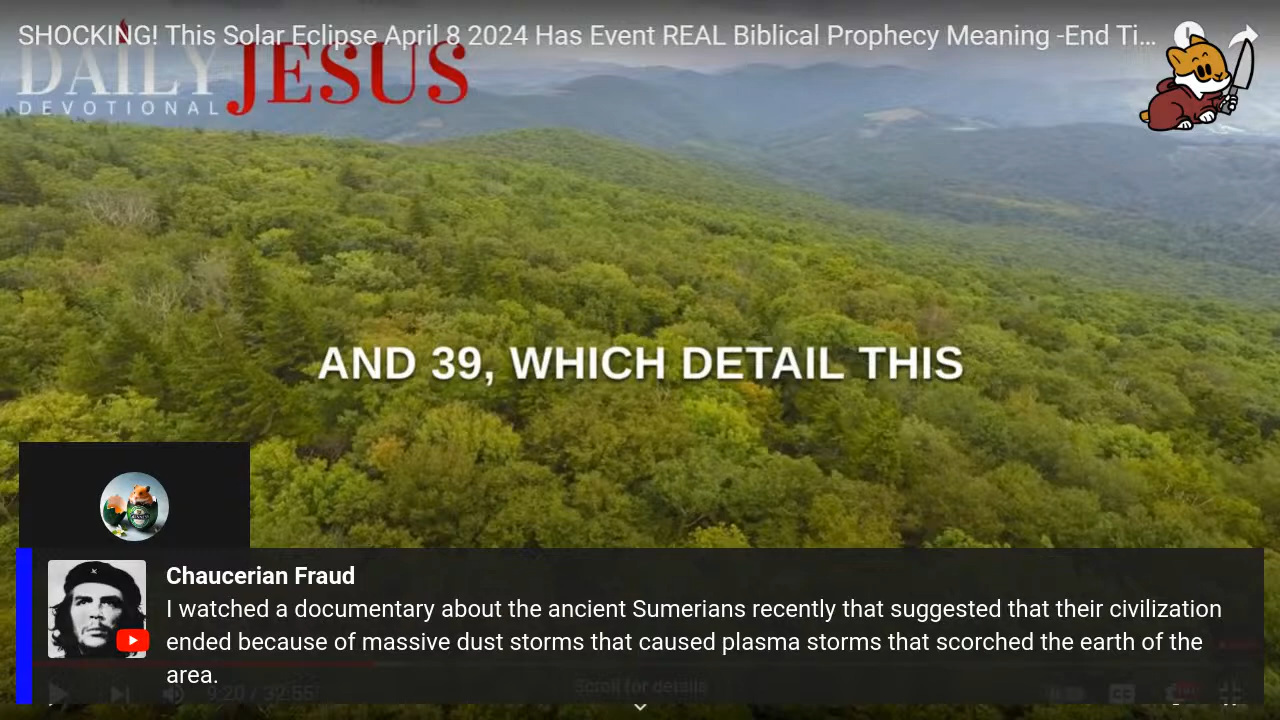 SHOCKING! This Solar Eclipse April 8 2024 Has Event REAL Biblical Prophecy Meaning -End Ti...
DAILY JESUS
DEVOTIONAL
AND 39, WHICH DETAIL THIS
Chaucerian Fraud
I watched a documentary about the ancient Sumerians recently that suggested that their civilization
ended because of massive dust storms that caused plasma storms that scorched the earth of the
area.
9:20 / 32:55
Scroll for details
CC